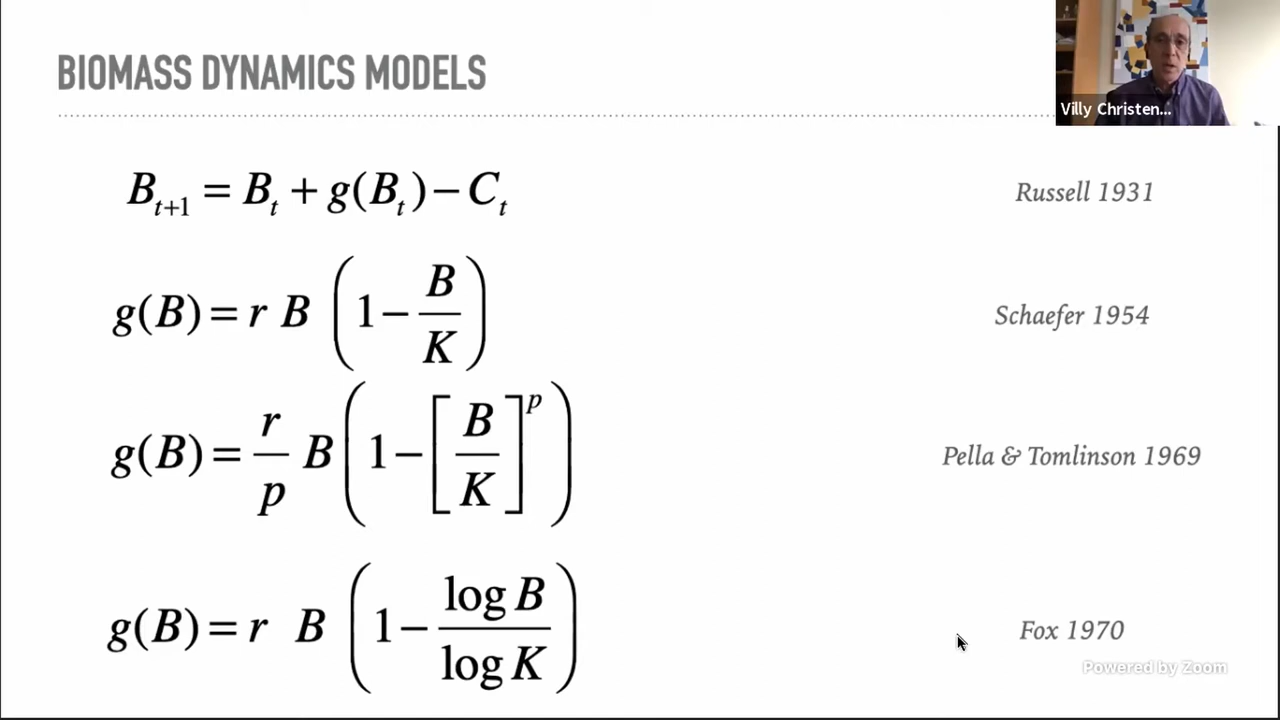 BIOMASS DYNAMICS MODELS
Villy Christen...
B_{t+1} = B_t + g(B_t) − C_t Russell 1931
g(B) = r B (1 − B/K) Schaefer 1954
g(B) = r/p B (1 − [B/K]^p) Pella & Tomlinson 1969
g(B) = r B (1 − log B/log K) Fox 1970
Powered by Zoom